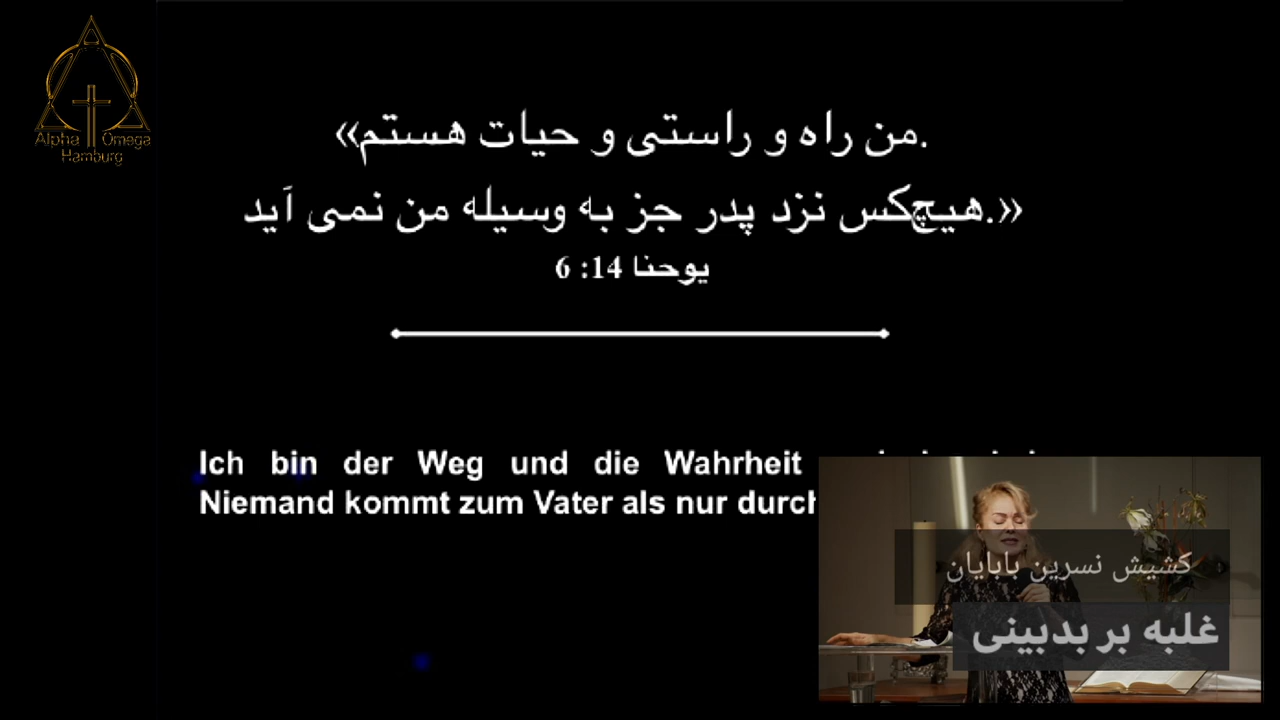 Alpha Omega
Hamburg
«من راه و راستی و حیات هستم.
هیچ‌کس نزد پدر جز به وسیله من نمی آید.»
یوحنا 14: 6
Ich bin der Weg und die Wahrheit
Niemand kommt zum Vater als nur durch
کشیش نسرین بابایان
غلبه بر بدبینی